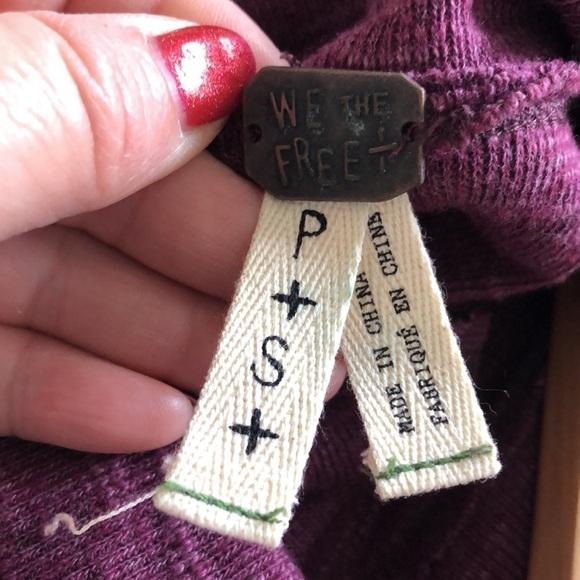 WE THE
FREE+
P
+
S
+
MADE IN CHINA
FABRIQUÉ EN CHINE